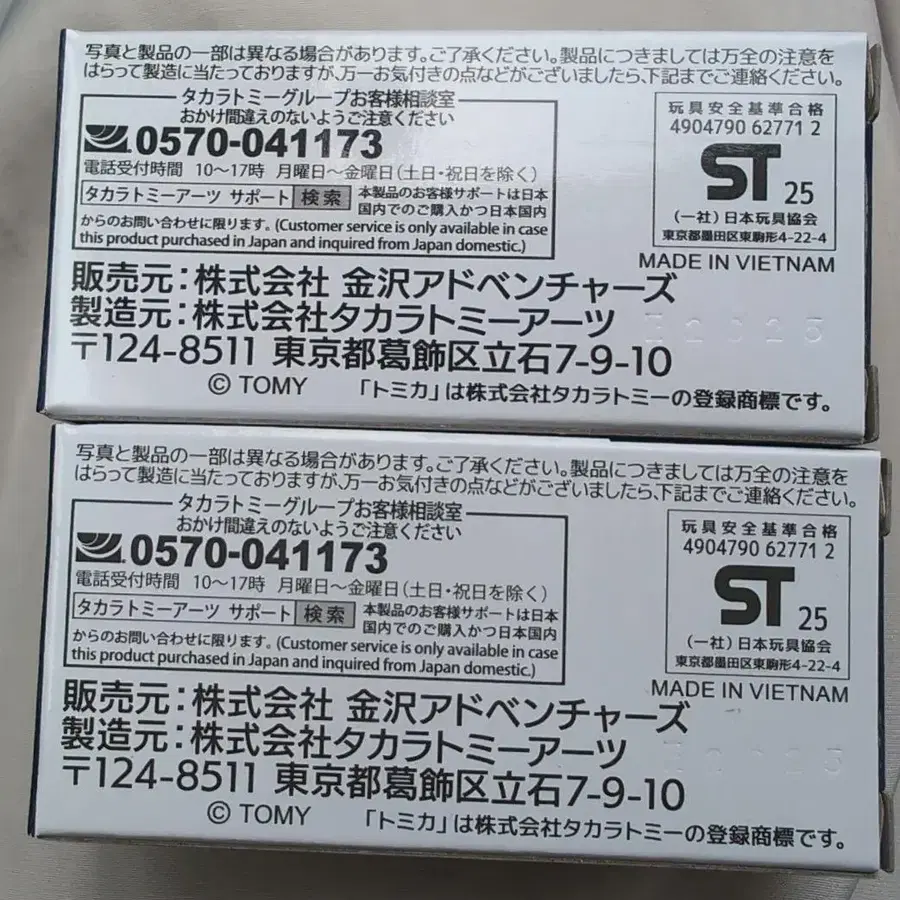 写真と製品の一部は異なる場合があります。ご了承ください。製品につきましては万全の注意を
はらって製造に当たっておりますが、万一お気付きの点などがございましたら、下記までご連絡ください。
タカラトミーグループお客様相談室
おかけ間違えのないようご注意ください
0570-041173
電話受付時間 10～17時 月曜日～金曜日(土日・祝日を除く)
タカラトミーアーツ サポート 検索 本製品のお客様サポートは日本
国内でのご購入かつ日本国内
からのお問い合わせに限ります。(Customer service is only available in case
this product purchased in Japan and inquired from Japan domestic.)
玩具安全基準合格
4904790 62771 2
ST 25
(一社)日本玩具協会
東京都墨田区東駒形4-22-4
MADE IN VIETNAM
販売元：株式会社 金沢アドベンチャーズ
製造元：株式会社タカラトミーアーツ
〒124-8511 東京都葛飾区立石7-9-10
© TOMY 「トミカ」は株式会社タカラトミーの登録商標です。
写真と製品の一部は異なる場合があります。ご了承ください。製品につきましては万全の注意を
はらって製造に当たっておりますが、万一お気付きの点などがございましたら、下記までご連絡ください。
タカラトミーグループお客様相談室
おかけ間違えのないようご注意ください
0570-041173
電話受付時間 10～17時 月曜日～金曜日(土日・祝日を除く)
タカラトミーアーツ サポート 検索 本製品のお客様サポートは日本
国内でのご購入かつ日本国内
からのお問い合わせに限ります。(Customer service is only available in case
this product purchased in Japan and inquired from Japan domestic.)
玩具安全基準合格
4904790 62771 2
ST 25
(一社)日本玩具協会
東京都墨田区東駒形4-22-4
MADE IN VIETNAM
販売元：株式会社 金沢アドベンチャーズ
製造元：株式会社タカラトミーアーツ
〒124-8511 東京都葛飾区立石7-9-10
© TOMY 「トミカ」は株式会社タカラトミーの登録商標です。